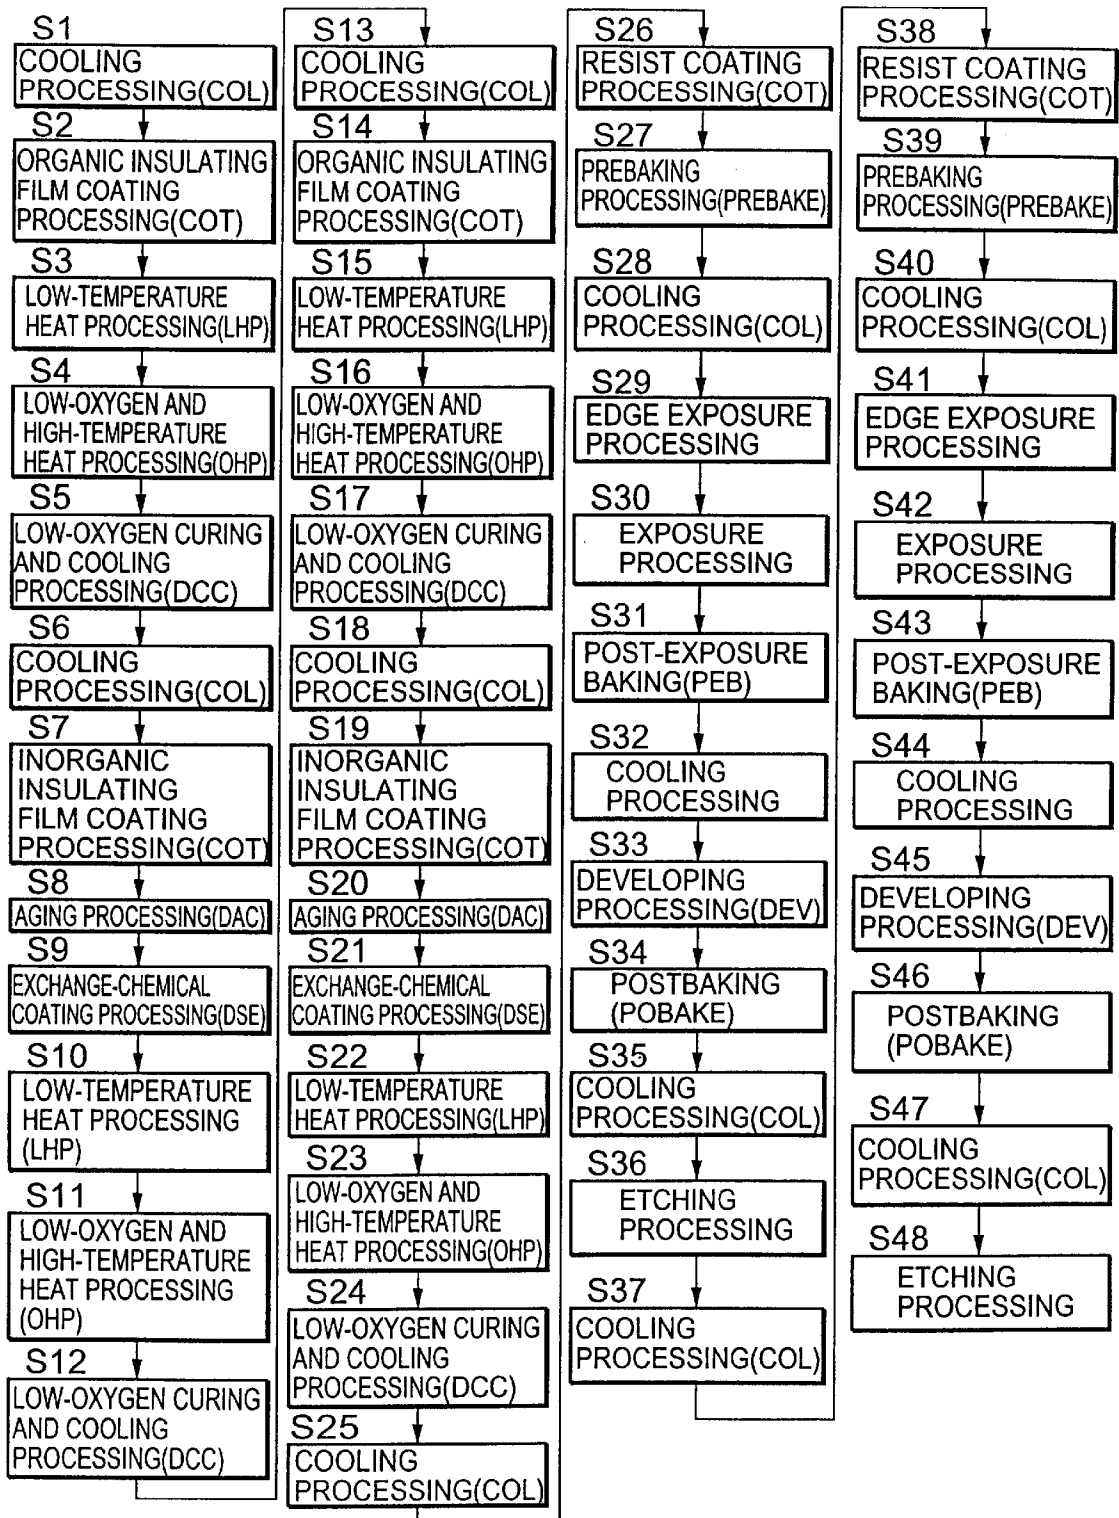 S1
COOLING
PROCESSING(COL)
S2
ORGANIC INSULATING
FILM COATING
PROCESSING(COT)
S3
LOW-TEMPERATURE
HEAT PROCESSING(LHP)
S4
LOW-OXYGEN AND
HIGH-TEMPERATURE
HEAT PROCESSING(OHP)
S5
LOW-OXYGEN CURING
AND COOLING
PROCESSING(DCC)
S6
COOLING
PROCESSING(COL)
S7
INORGANIC
INSULATING
FILM COATING
PROCESSING(COT)
S8
AGING PROCESSING(DAC)
S9
EXCHANGE-CHEMICAL
COATING PROCESSING(DSE)
S10
LOW-TEMPERATURE
HEAT PROCESSING
(LHP)
S11
LOW-OXYGEN AND
HIGH-TEMPERATURE
HEAT PROCESSING
(OHP)
S12
LOW-OXYGEN CURING
AND COOLING
PROCESSING(DCC)
S13
COOLING
PROCESSING(COL)
S14
ORGANIC INSULATING
FILM COATING
PROCESSING(COT)
S15
LOW-TEMPERATURE
HEAT PROCESSING(LHP)
S16
LOW-OXYGEN AND
HIGH-TEMPERATURE
HEAT PROCESSING(OHP)
S17
LOW-OXYGEN CURING
AND COOLING
PROCESSING(DCC)
S18
COOLING
PROCESSING(COL)
S19
INORGANIC
INSULATING
FILM COATING
PROCESSING(COT)
S20
AGING PROCESSING(DAC)
S21
EXCHANGE-CHEMICAL
COATING PROCESSING(DSE)
S22
LOW-TEMPERATURE
HEAT PROCESSING(LHP)
S23
LOW-OXYGEN AND
HIGH-TEMPERATURE
HEAT PROCESSING(OHP)
S24
LOW-OXYGEN CURING
AND COOLING
PROCESSING(DCC)
S25
COOLING
PROCESSING(COL)
S26
RESIST COATING
PROCESSING(COT)
S27
PREBAKING
PROCESSING(PREBAKE)
S28
COOLING
PROCESSING(COL)
S29
EDGE EXPOSURE
PROCESSING
S30
EXPOSURE
PROCESSING
S31
POST-EXPOSURE
BAKING(PEB)
S32
COOLING
PROCESSING
S33
DEVELOPING
PROCESSING(DEV)
S34
POSTBAKING
(POBAKE)
S35
COOLING
PROCESSING(COL)
S36
ETCHING
PROCESSING
S37
COOLING
PROCESSING(COL)
S38
RESIST COATING
PROCESSING(COT)
S39
PREBAKING
PROCESSING(PREBAKE)
S40
COOLING
PROCESSING(COL)
S41
EDGE EXPOSURE
PROCESSING
S42
EXPOSURE
PROCESSING
S43
POST-EXPOSURE
BAKING(PEB)
S44
COOLING
PROCESSING
S45
DEVELOPING
PROCESSING(DEV)
S46
POSTBAKING
(POBAKE)
S47
COOLING
PROCESSING(COL)
S48
ETCHING
PROCESSING